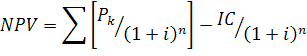 NPV = ∑ [P_k/(1 + i)^n] − IC/(1 + i)^n